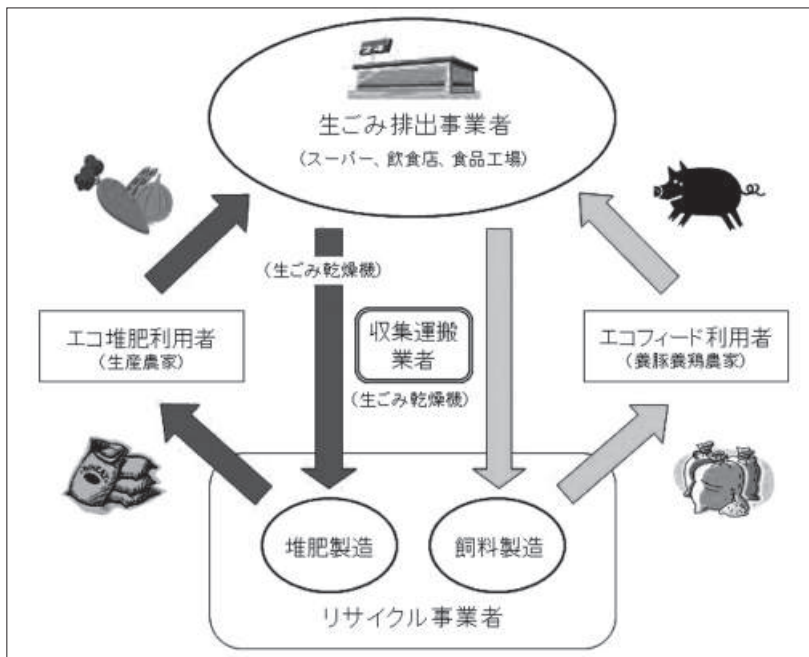 生ごみ排出事業者
(スーパー、飲食店、食品工場)
(生ごみ乾燥機)
エコ堆肥利用者
(生産農家)
収集運搬
業者
(生ごみ乾燥機)
エコフィード利用者
(養豚養鶏農家)
堆肥製造
飼料製造
リサイクル事業者